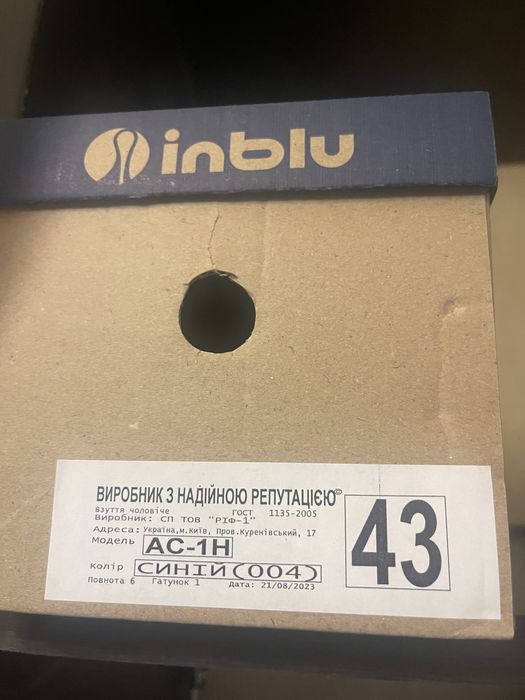 inblu
ВИРОБНИК З НАДІЙНОЮ РЕПУТАЦІЄЮ©
Взуття чоловіче ГОСТ 1135-2005
Виробник: СП ТОВ "РІФ-1"
Адреса: Україна,м.Київ, Пров.Куренівський, 17
Модель АС-1Н
Колір СИНІЙ(004)
43
Повнота 6 Гатунок 1 Дата: 21/08/2023